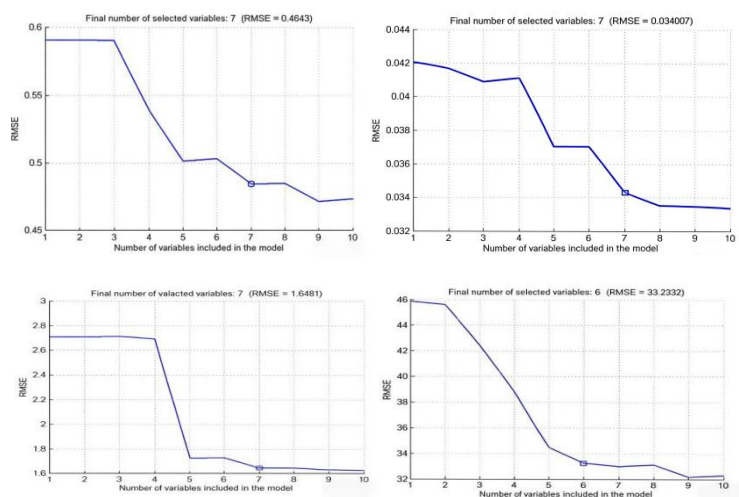 Final number of selected variables: 7 (RMSE = 0.4643)
0.6
0.55
0.5
0.45
RMSE
1 2 3 4 5 6 7 8 9 10
Number of variables included in the model
Final number of selected variables: 7 (RMSE = 0.034007)
0.044
0.042
0.04
0.038
0.036
0.034
0.032
RMSE
1 2 3 4 5 6 7 8 9 10
Number of variables included in the model
Final number of valacted variables: 7 (RMSE = 1.6481)
3
2.8
2.6
2.4
2.2
2
1.8
1.6
RMSE
1 2 3 4 5 6 7 8 9 10
Number of variables included in the model
Final number of selected variables: 6 (RMSE = 33.2332)
46
44
42
40
38
36
34
32
RMSE
1 2 3 4 5 6 7 8 9 10
Number of variables included in the model